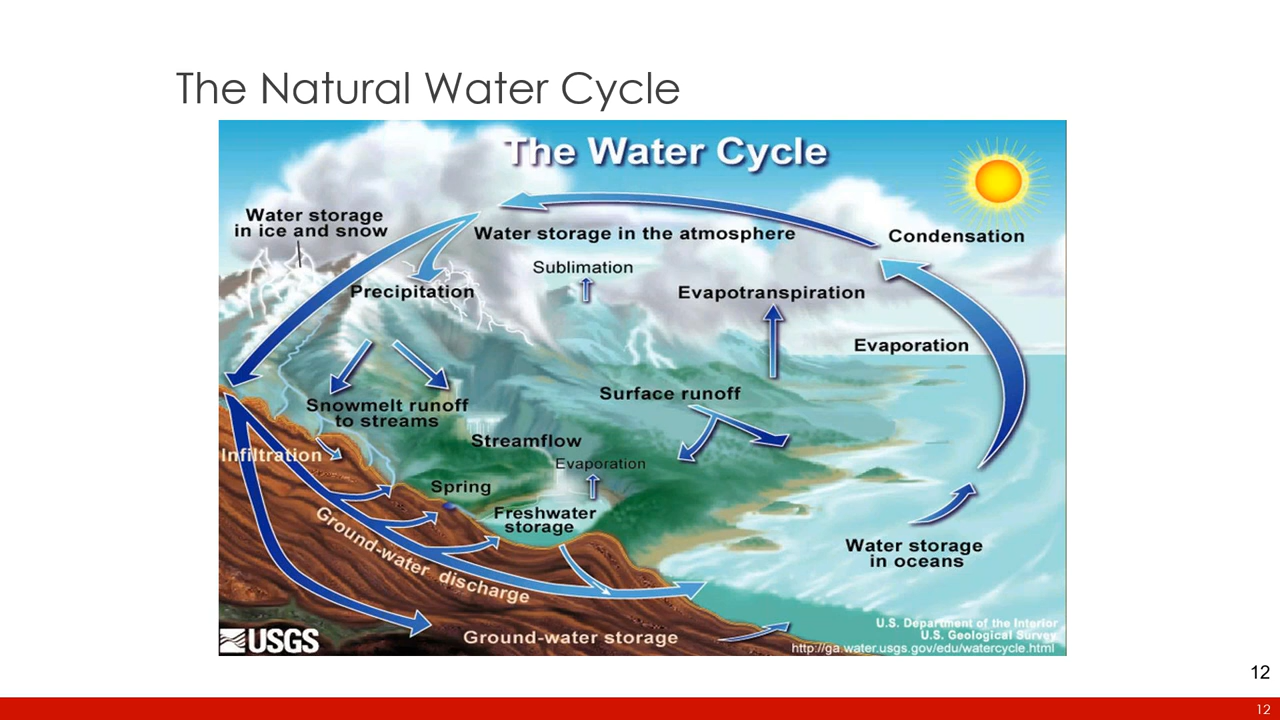 The Natural Water Cycle
The Water Cycle
Water storage
in ice and snow
Water storage in the atmosphere
Condensation
Sublimation
Precipitation
Evapotranspiration
Evaporation
Surface runoff
Snowmelt runoff
to streams
Streamflow
Infiltration
Evaporation
Spring
Freshwater
storage
Ground-water discharge
Water storage
in oceans
Ground-water storage
USGS
U.S. Department of the Interior
U.S. Geological Survey
http://ga.water.usgs.gov/edu/watercycle.html
12
12